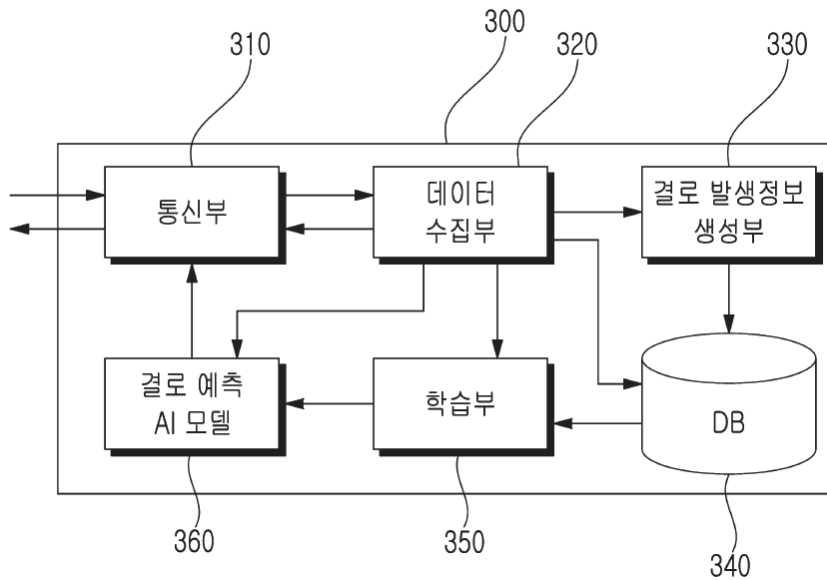 310
300
320
330
통신부
데이터
수집부
결로 발생정보
생성부
결로 예측
AI 모델
학습부
DB
360
350
340